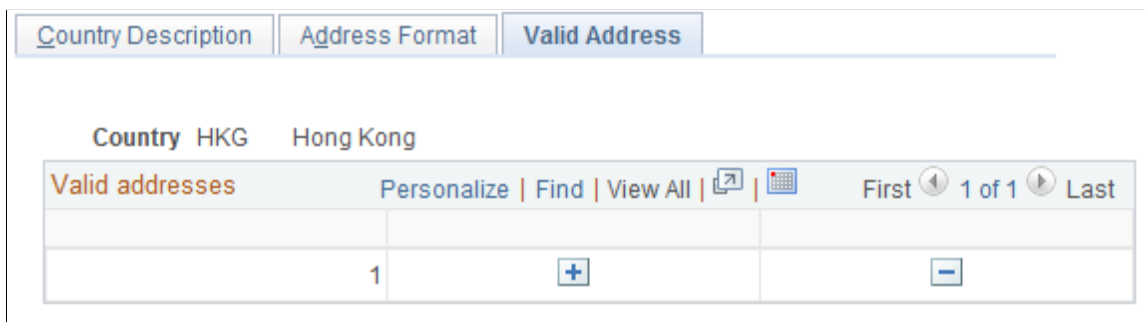 Country Description Address Format Valid Address
Country HKG Hong Kong
Valid addresses Personalize | Find | View All | | First 1 of 1 Last
1